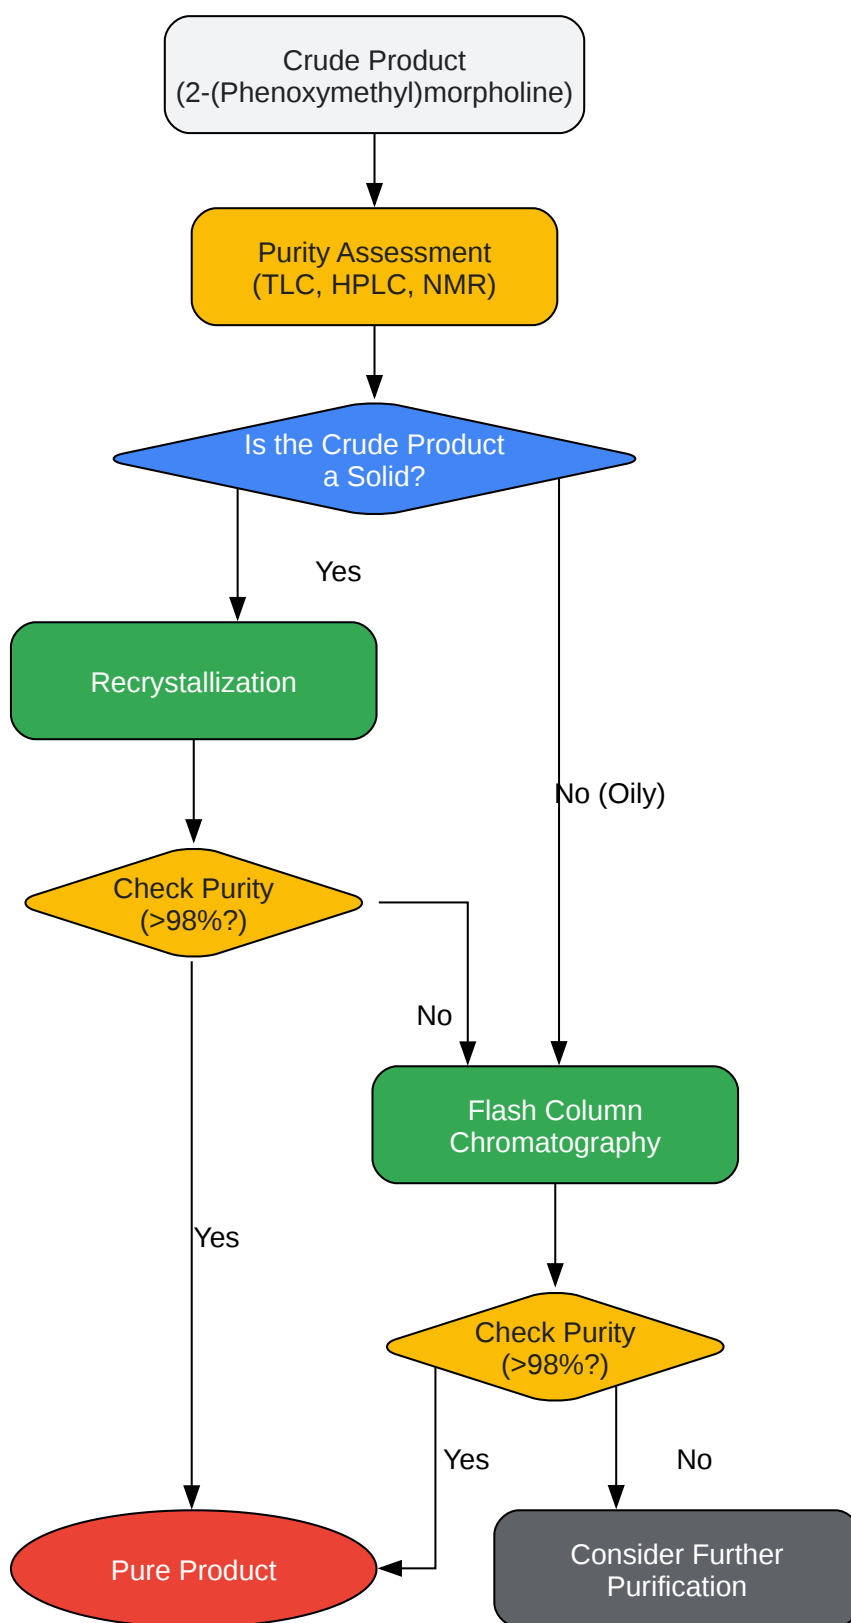 Crude Product
(2-(Phenoxymethyl)morpholine)
Purity Assessment
(TLC, HPLC, NMR)
Is the Crude Product
a Solid?
Yes
Recrystallization
No (Oily)
Check Purity
(>98%?)
No
Flash Column
Chromatography
Yes
Check Purity
(>98%?)
Yes
No
Pure Product
Consider Further
Purification